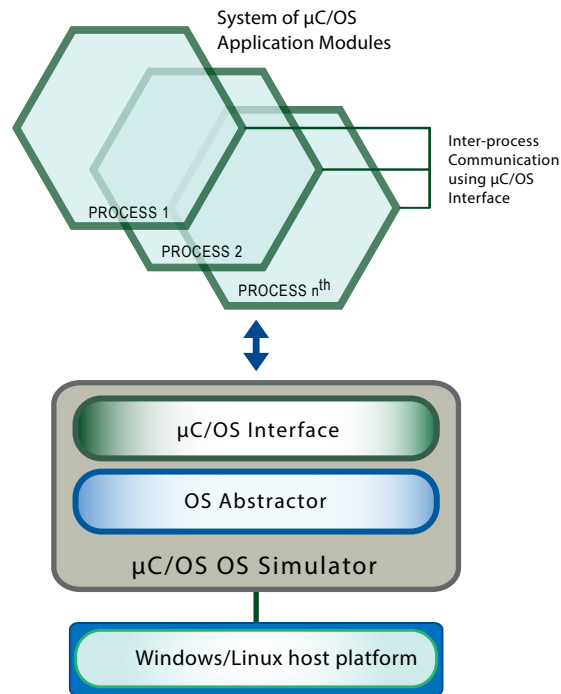 System of µC/OS
Application Modules
Inter-process
Communication
using µC/OS
Interface
PROCESS 1
PROCESS 2
PROCESS nth
µC/OS Interface
OS Abstractor
µC/OS OS Simulator
Windows/Linux host platform